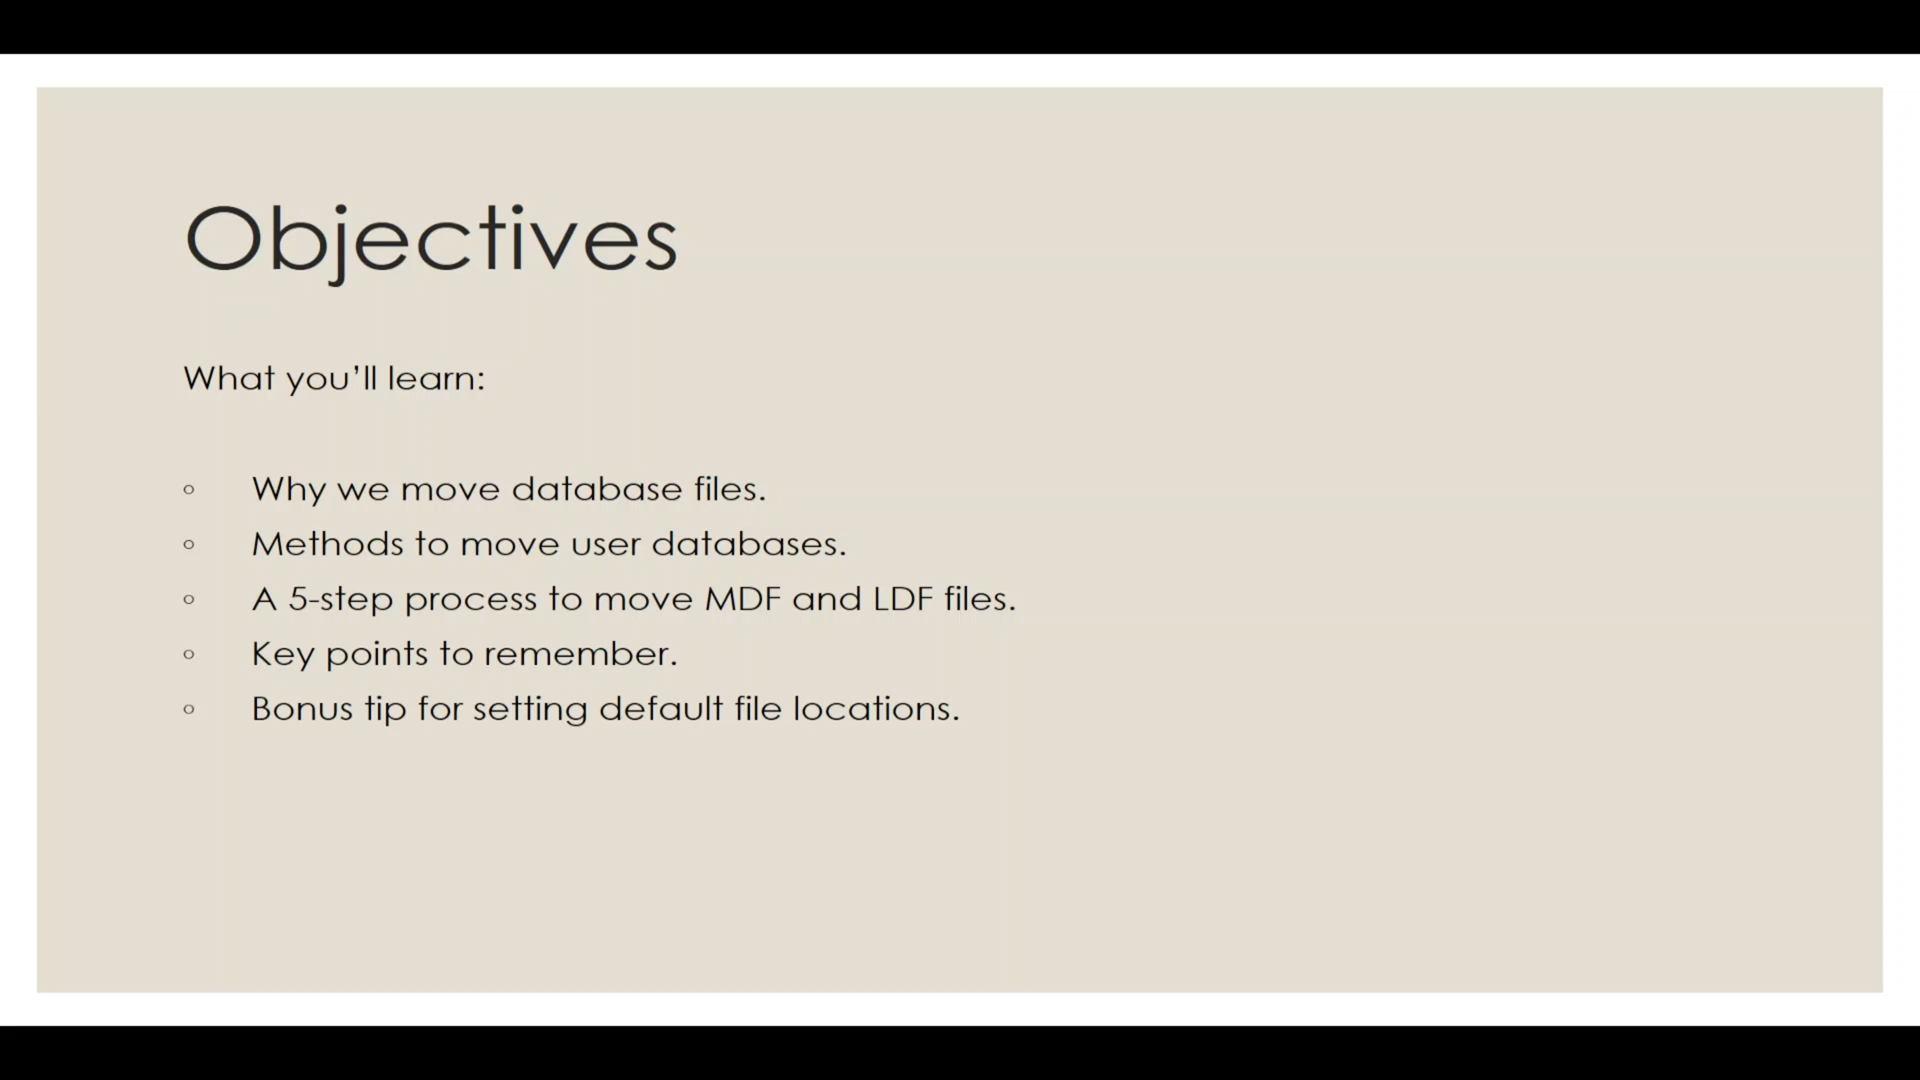 Objectives
What you’ll learn:
◦ Why we move database files.
◦ Methods to move user databases.
◦ A 5-step process to move MDF and LDF files.
◦ Key points to remember.
◦ Bonus tip for setting default file locations.